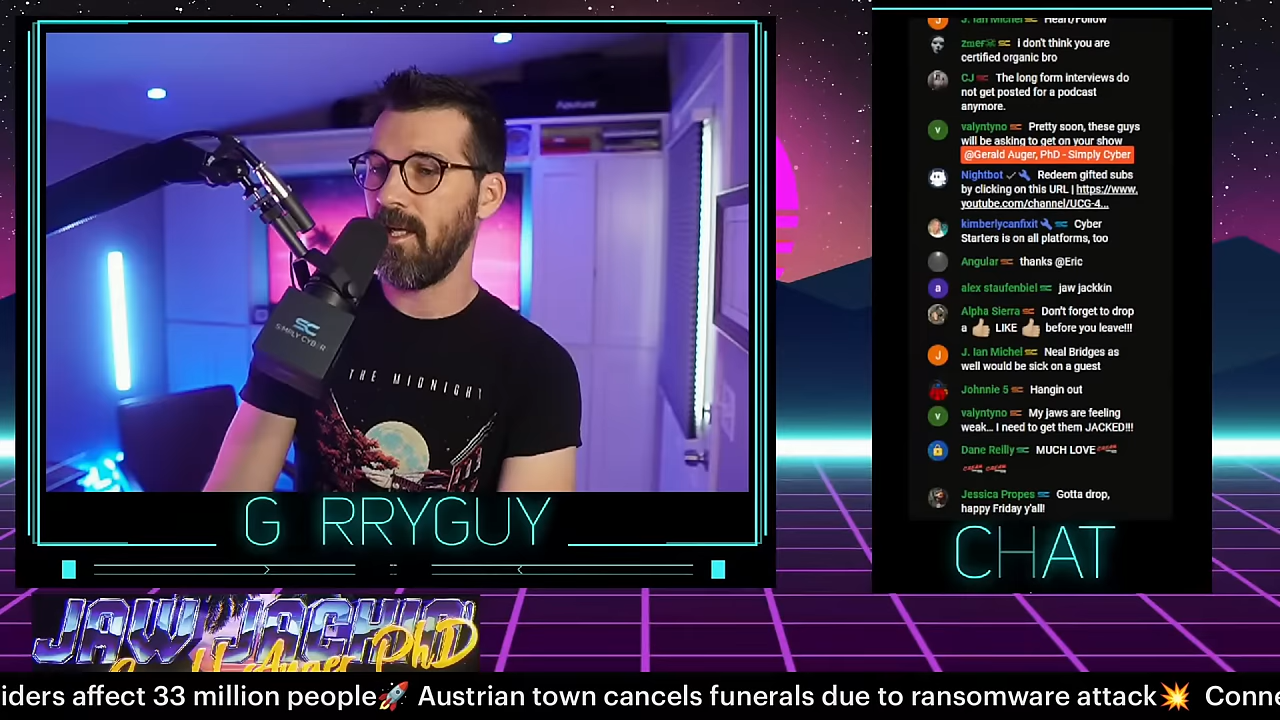 SIMPLY CYBER
THE MIDNIGHT
G RRYGUY
J. Ian Michel Heart/Follow
zmer i don't think you are
certified organic bro
CJ The long form interviews do
not get posted for a podcast
anymore.
valyntyno Pretty soon, these guys
will be asking to get on your show
@Gerald Auger, PhD - Simply Cyber
Nightbot Redeem gifted subs
by clicking on this URL | https://www.
youtube.com/channel/UCG-4...
kimberlycanfixit Cyber
Starters is on all platforms, too
Angular thanks @Eric
alex staufenbiel jaw jackkin
Alpha Sierra Don't forget to drop
a 👍🏼 LIKE 👍🏼 before you leave!!!
J. Ian Michel Neal Bridges as
well would be sick on a guest
Johnnie 5 Hangin out
valyntyno My jaws are feeling
weak... I need to get them JACKED!!!
Dane Reilly MUCH LOVE
Jessica Propes Gotta drop,
happy Friday y'all!
CHAT
JAW JACKIN'
PhD
iders affect 33 million people🚀 Austrian town cancels funerals due to ransomware attack💥 Conne